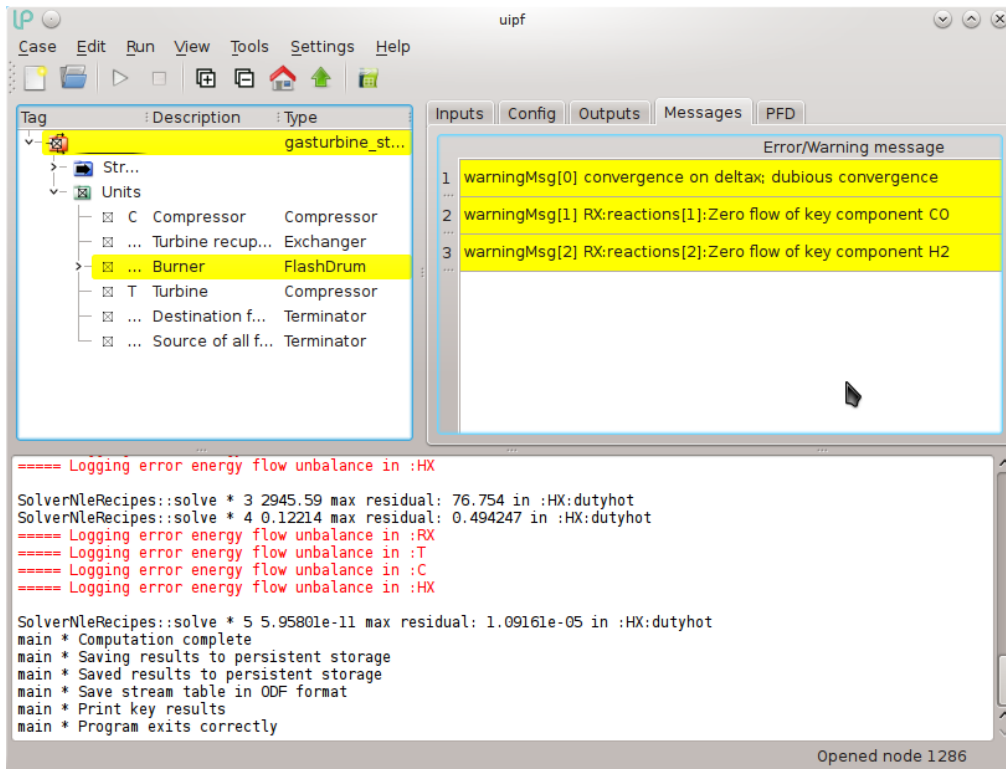 uipf
Case Edit Run View Tools Settings Help
Tag Description Type
gasturbine_st...
Str...
Units
C Compressor Compressor
... Turbine recup... Exchanger
... Burner FlashDrum
T Turbine Compressor
... Destination f... Terminator
... Source of all f... Terminator
Inputs Config Outputs Messages PFD
Error/Warning message
1 warningMsg[0] convergence on deltax; dubious convergence
...
2 warningMsg[1] RX:reactions[1]:Zero flow of key component CO
...
3 warningMsg[2] RX:reactions[2]:Zero flow of key component H2
...
===== Logging error energy flow unbalance in :HX
SolverNleRecipes::solve * 3 2945.59 max residual: 76.754 in :HX:dutyhot
SolverNleRecipes::solve * 4 0.12214 max residual: 0.494247 in :HX:dutyhot
===== Logging error energy flow unbalance in :RX
===== Logging error energy flow unbalance in :T
===== Logging error energy flow unbalance in :C
===== Logging error energy flow unbalance in :HX
SolverNleRecipes::solve * 5 5.95801e-11 max residual: 1.09161e-05 in :HX:dutyhot
main * Computation complete
main * Saving results to persistent storage
main * Saved results to persistent storage
main * Save stream table in ODF format
main * Print key results
main * Program exits correctly
Opened node 1286